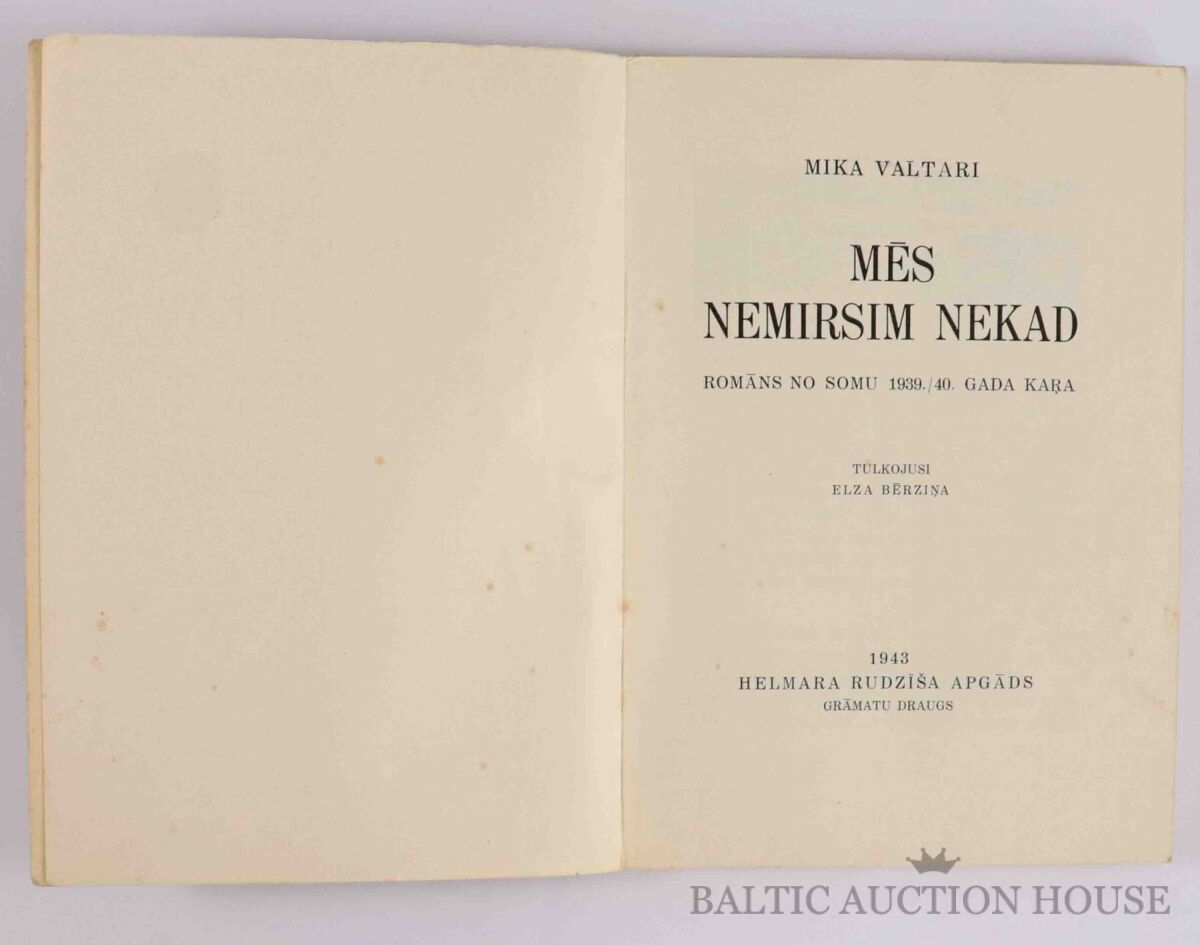 MIKA VALTARI
MĒS
NEMIRSIM NEKAD
ROMĀNS NO SOMU 1939./40. GADA KAŖA
TULKOJUSI
ELZA BĒRZIŅA
1943
HELMARA RUDZĪŠA APGĀDS
GRĀMATU DRAUGS
BALTIC AUCTION HOUSE